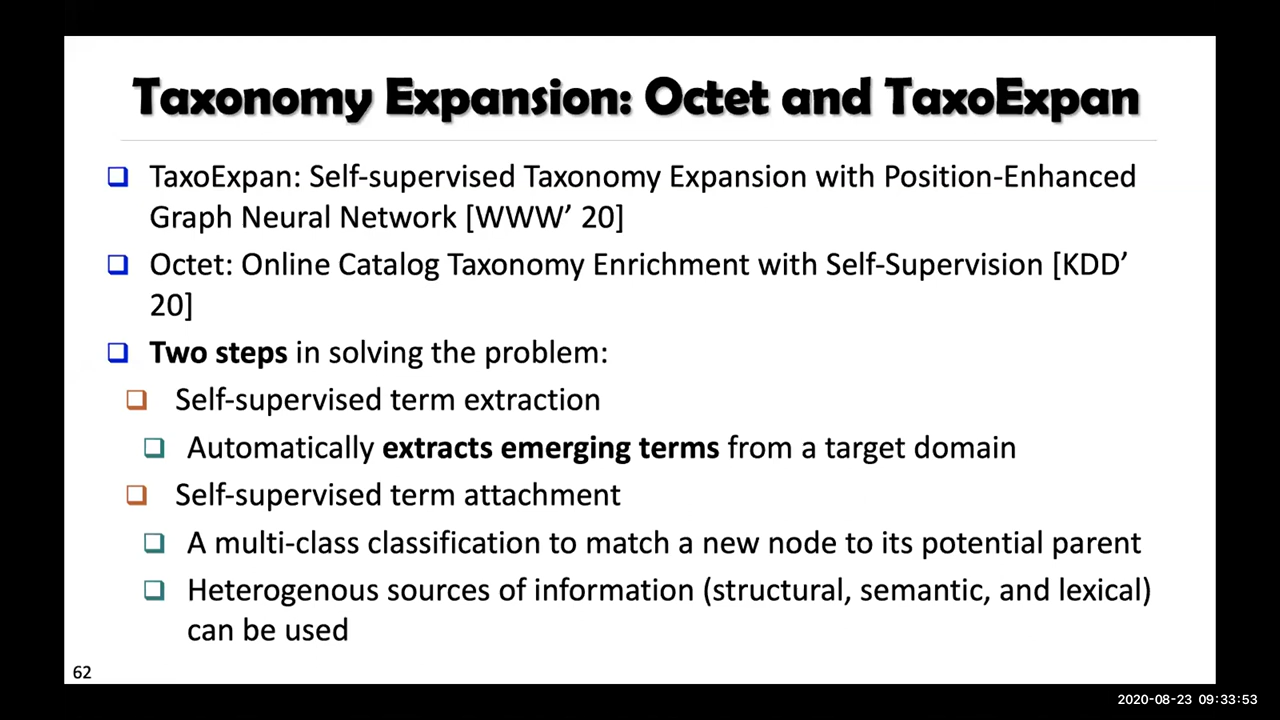 Taxonomy Expansion: Octet and TaxoExpan
TaxoExpan: Self-supervised Taxonomy Expansion with Position-Enhanced
Graph Neural Network [WWW’ 20]
Octet: Online Catalog Taxonomy Enrichment with Self-Supervision [KDD’
20]
Two steps in solving the problem:
Self-supervised term extraction
Automatically extracts emerging terms from a target domain
Self-supervised term attachment
A multi-class classification to match a new node to its potential parent
Heterogenous sources of information (structural, semantic, and lexical)
can be used
62
2020-08-23 09:33:53